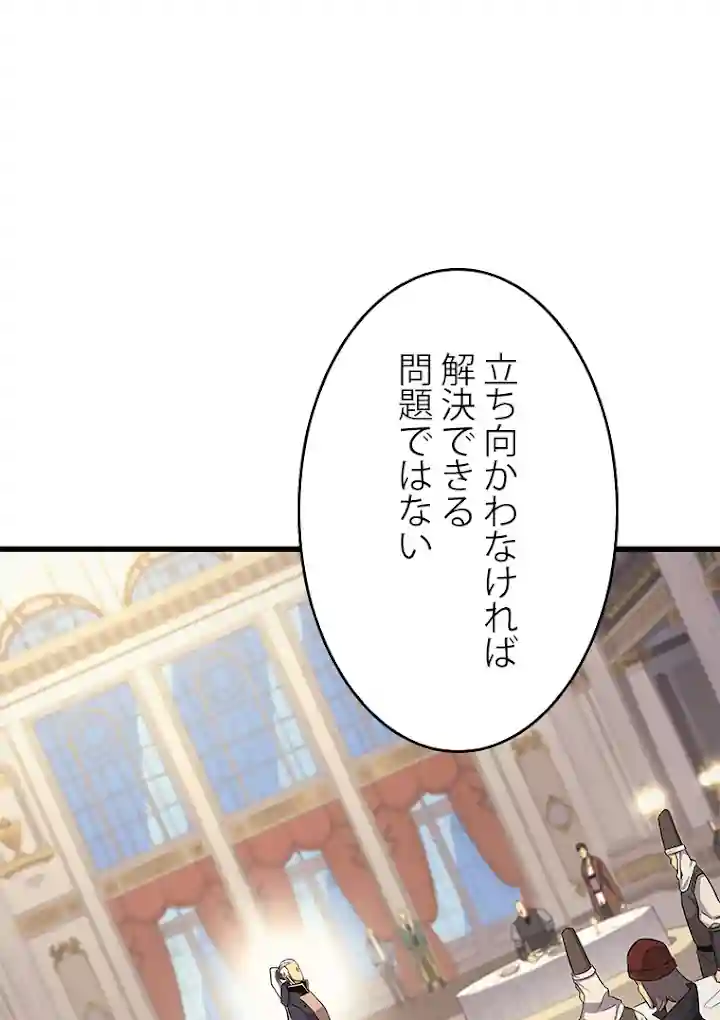 立ち向かわなければ
解決できる
問題ではない